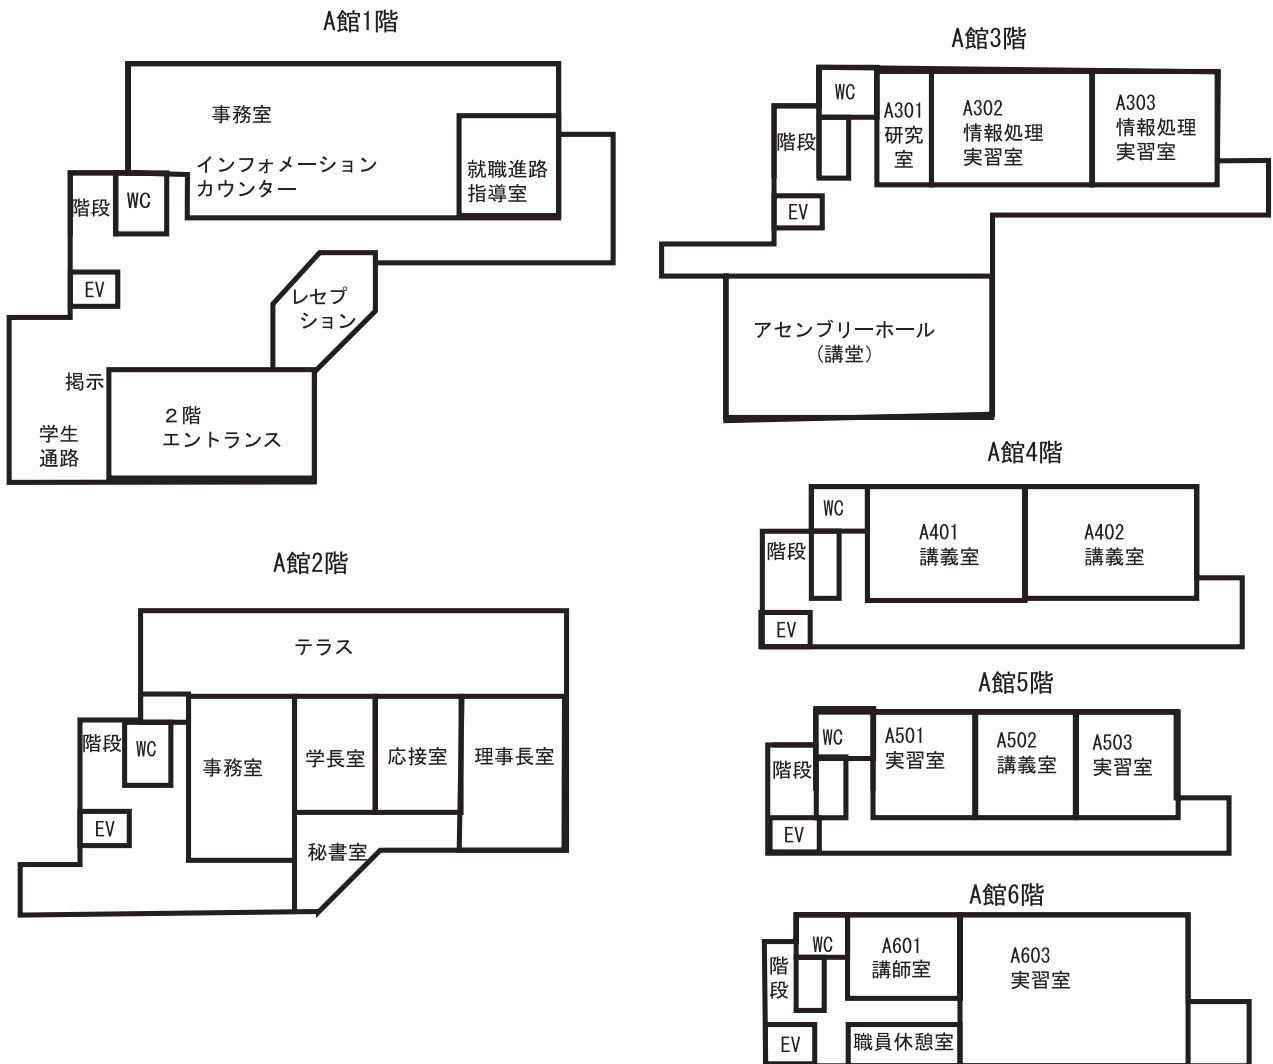 A館1階
事務室
インフォメーション
カウンター
就職進路
指導室
階段
WC
EV
レセプ
ション
掲示
2階
エントランス
学生
通路
A館2階
テラス
階段
WC
事務室
学長室
応接室
理事長室
EV
秘書室
A館3階
WC
階段
A301
研究
室
A302
情報処理
実習室
A303
情報処理
実習室
EV
アセンブリーホール
(講堂)
A館4階
WC
階段
A401
講義室
A402
講義室
EV
A館5階
WC
階段
A501
実習室
A502
講義室
A503
実習室
EV
A館6階
WC
階
段
A601
講師室
A603
実習室
EV
職員休憩室